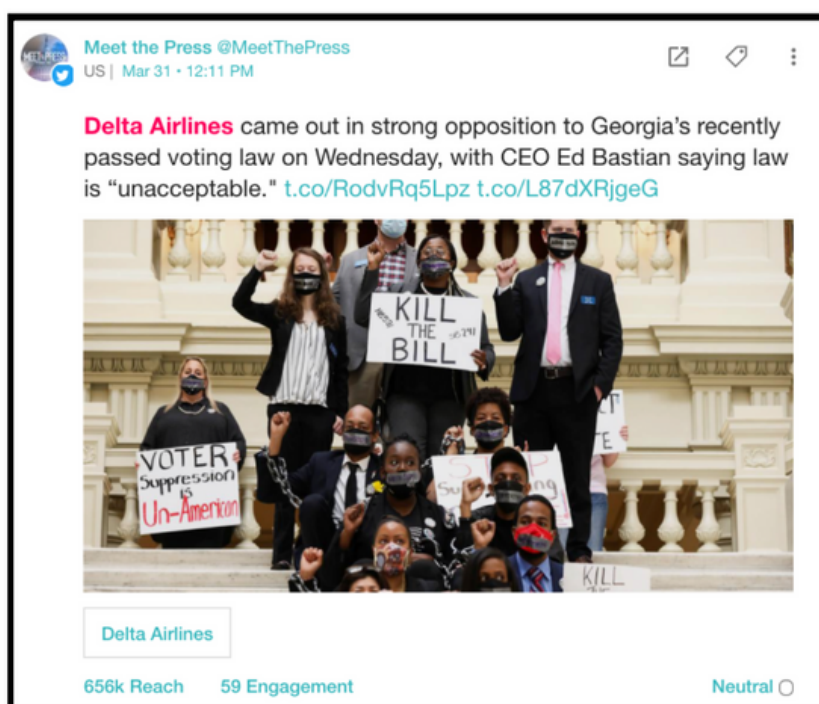 Meet the Press @MeetThePress
US | Mar 31 • 12:11 PM
Delta Airlines came out in strong opposition to Georgia's recently
passed voting law on Wednesday, with CEO Ed Bastian saying law
is “unacceptable." t.co/RodvRq5Lpz t.co/L87dXRjgeG
KILL
THE
BILL
VOTER
Suppression
IS
Un-American
KILL
Delta Airlines
656k Reach 59 Engagement Neutral